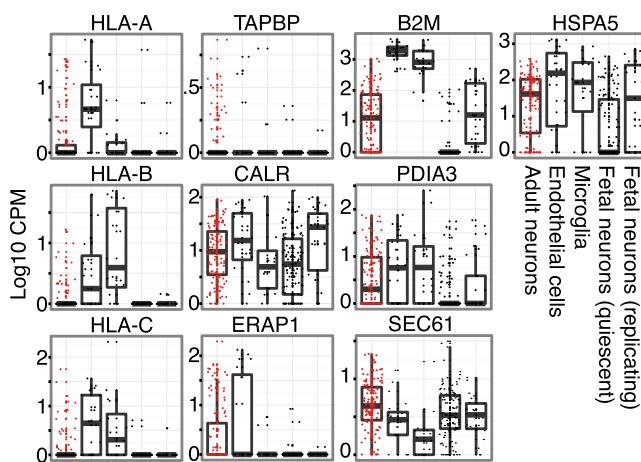 HLA-A TAPBP B2M HSPA5
1 0
0
3 2 1 0
3 2 1 0
HLA-B CALR PDIA3
1 0
2 1 0
2 1 0
HLA-C ERAP1 SEC61
2 1 0
2 1 0
1 0
Log10 CPM
Adult neurons
Endothelial cells
Microglia
Fetal neurons (quiescent)
Fetal neurons (replicating)